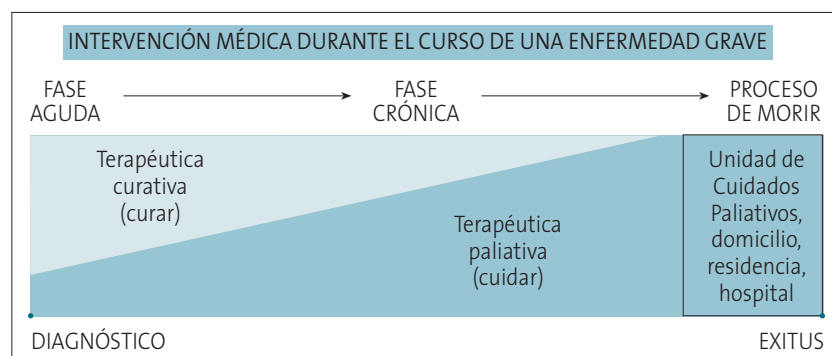 INTERVENCIÓN MÉDICA DURANTE EL CURSO DE UNA ENFERMEDAD GRAVE
FASE
AGUDA
FASE
CRÓNICA
PROCESO
DE MORIR
Terapéutica
curativa
(curar)
Terapéutica
paliativa
(cuidar)
Unidad de
Cuidados
Paliativos,
domicilio,
residencia,
hospital
DIAGNÓSTICO
EXITUS